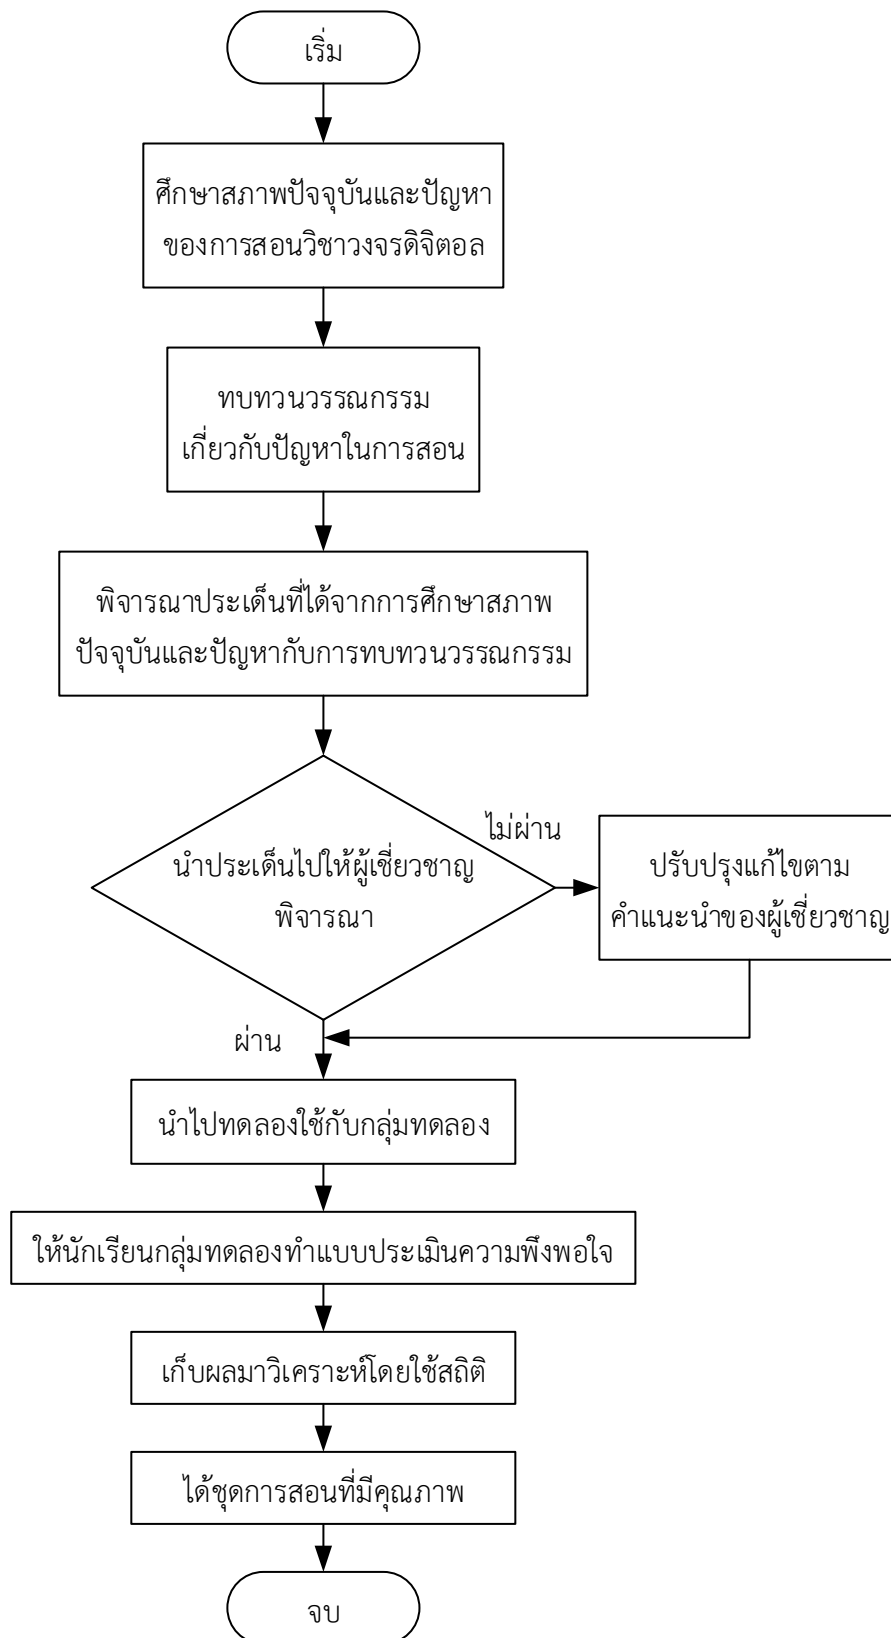 เริ่ม
ศึกษาสภาพปัจจุบันและปัญหา
ของการสอนวิชาวงจรดิจิตอล
ทบทวนวรรณกรรม
เกี่ยวกับปัญหาในการสอน
พิจารณาประเด็นที่ได้จากการศึกษาสภาพ
ปัจจุบันและปัญหากับการทบทวนวรรณกรรม
นำประเด็นไปให้ผู้เชี่ยวชาญ
พิจารณา
ไม่ผ่าน
ปรับปรุงแก้ไขตาม
คำแนะนำของผู้เชี่ยวชาญ
ผ่าน
นำไปทดลองใช้กับกลุ่มทดลอง
ให้นักเรียนกลุ่มทดลองทำแบบประเมินความพึงพอใจ
เก็บผลมาวิเคราะห์โดยใช้สถิติ
ได้ชุดการสอนที่มีคุณภาพ
จบ